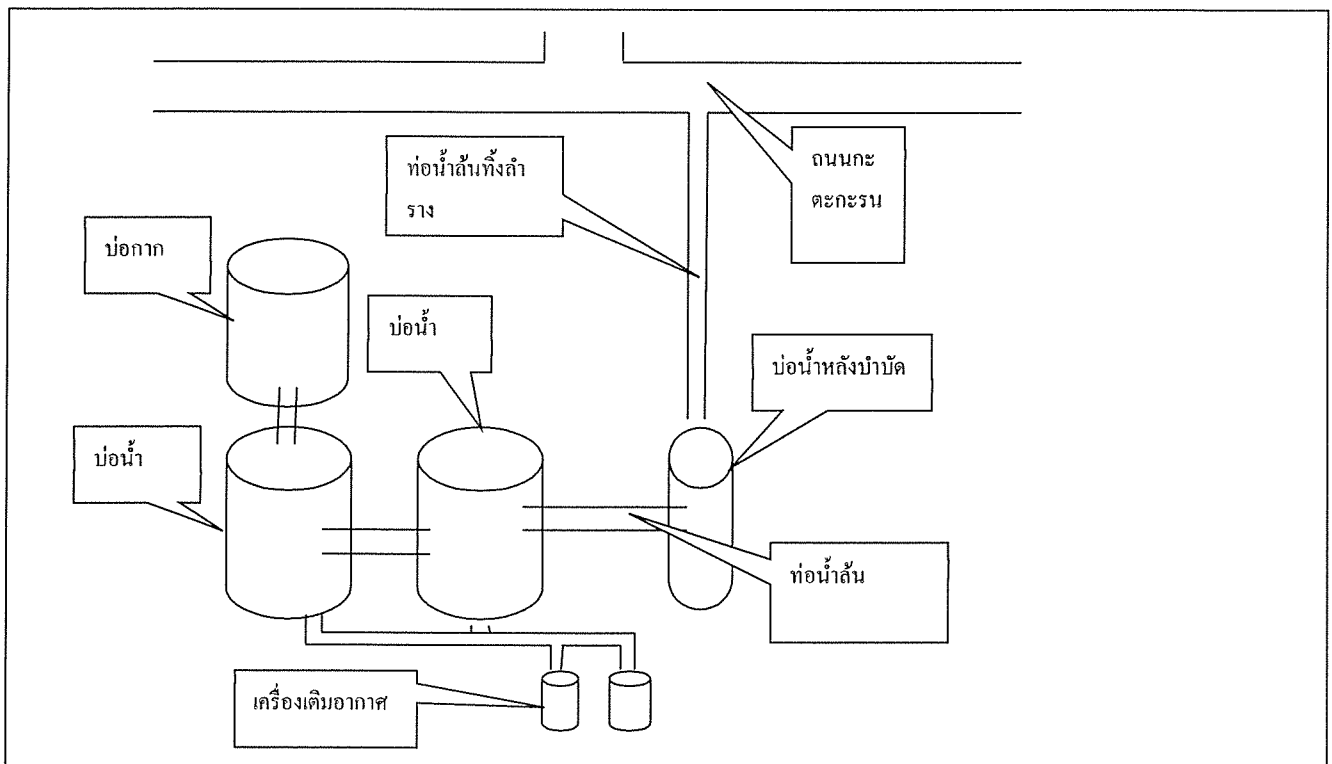 ท่อน้ำล้นทิ้งลำ
ราง
ถนนกะ
ตะกะรน
บ่อกาก
บ่อน้ำ
บ่อน้ำหลังบำบัด
บ่อน้ำ
ท่อน้ำล้น
เครื่องเติมอากาศ